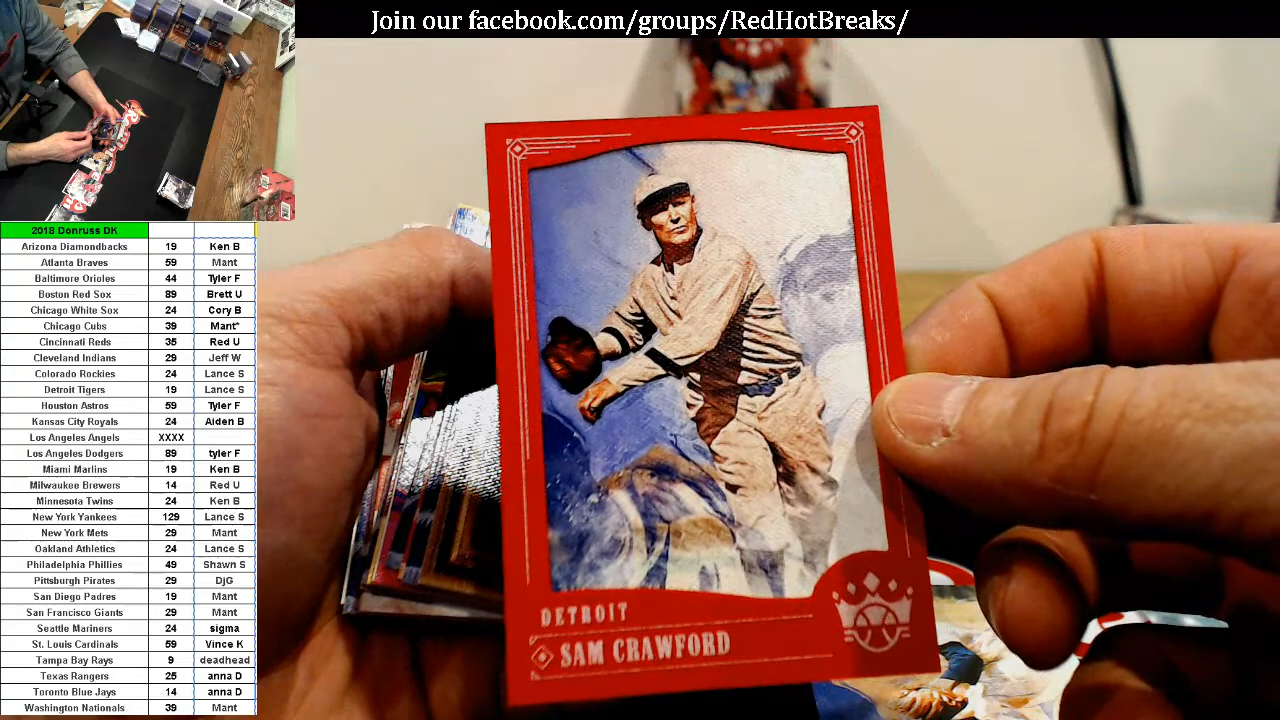 Join our facebook.com/groups/RedHotBreaks/
2018 Donruss DK
Arizona Diamondbacks 19 Ken B
Atlanta Braves 59 Mant
Baltimore Orioles 44 Tyler F
Boston Red Sox 89 Brett U
Chicago White Sox 24 Cory B
Chicago Cubs 39 Mant*
Cincinnati Reds 35 Red U
Cleveland Indians 29 Jeff W
Colorado Rockies 24 Lance S
Detroit Tigers 19 Lance S
Houston Astros 59 Tyler F
Kansas City Royals 24 Aiden B
Los Angeles Angels XXXX
Los Angeles Dodgers 89 tyler F
Miami Marlins 19 Ken B
Milwaukee Brewers 14 Red U
Minnesota Twins 24 Ken B
New York Yankees 129 Lance S
New York Mets 29 Mant
Oakland Athletics 24 Lance S
Philadelphia Phillies 49 Shawn S
Pittsburgh Pirates 29 DjG
San Diego Padres 19 Mant
San Francisco Giants 29 Mant
Seattle Mariners 24 sigma
St. Louis Cardinals 59 Vince K
Tampa Bay Rays 9 deadhead
Texas Rangers 25 anna D
Toronto Blue Jays 14 anna D
Washington Nationals 39 Mant
DETROIT
SAM CRAWFORD